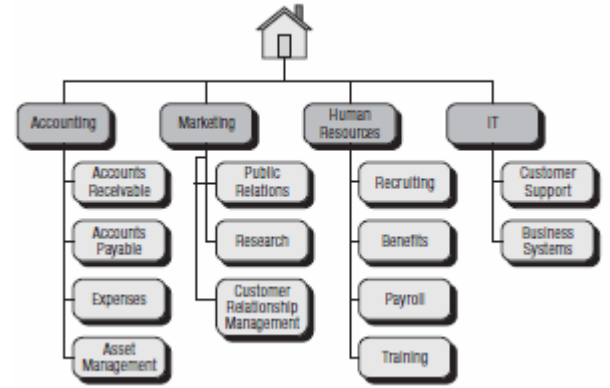 Accounting
Marketing
Human
Resources
IT
Accounts
Receivable
Public
Relations
Recruiting
Customer
Support
Accounts
Payable
Research
Benefits
Business
Systems
Expenses
Customer
Relationship
Management
Payroll
Asset
Management
Training